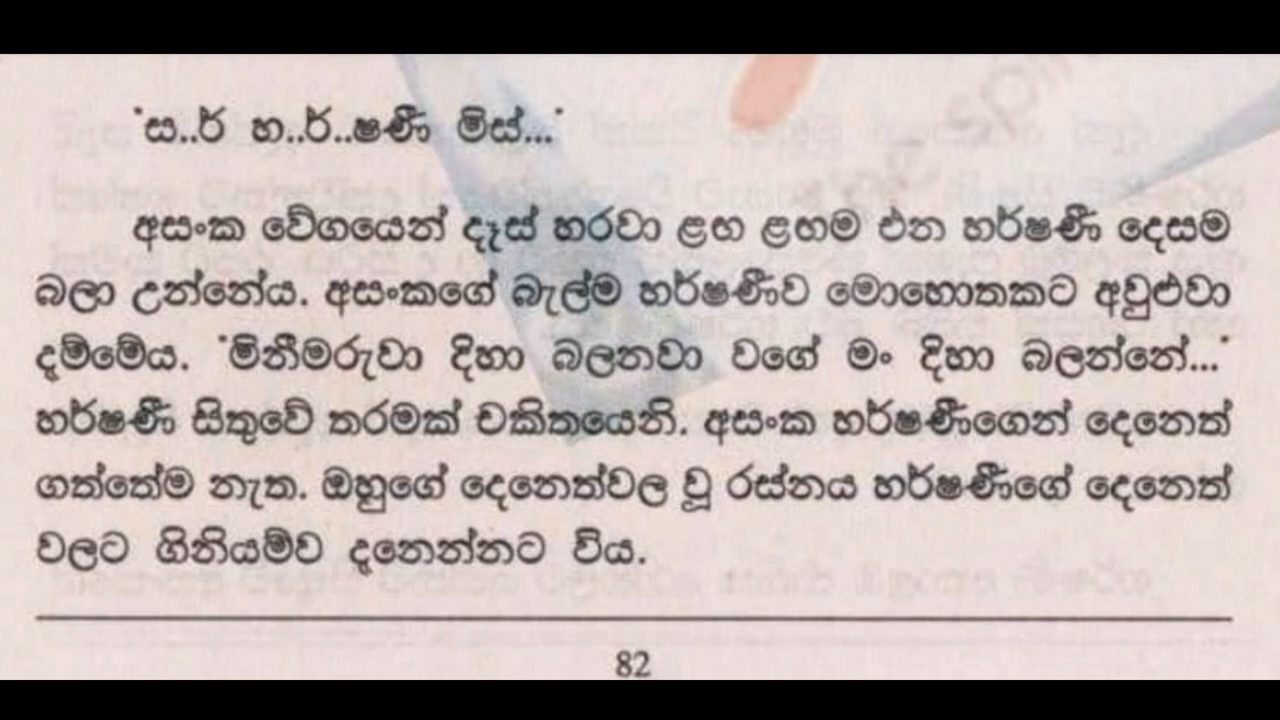 'ස..ර් හ..ර්..ෂණී මිස්...'
අසංක වේගයෙන් දෑස් හරවා ළඟ ළඟම එන හර්ෂණී දෙසම
බලා උන්නේය. අසංකගේ බැල්ම හර්ෂණීව මොහොතකට අවුළුවා
දැම්මේය. 'මිනීමරුවා දිහා බලනවා වගේ මං දිහා බලන්නේ...'
හර්ෂණී සිතුවේ තරමක් චකිතයෙනි. අසංක හර්ෂණීගෙන් දෙනෙත්
ගත්තේම නැත. ඔහුගේ දෙනෙත්වල වූ රස්නය හර්ෂණීගේ දෙනෙත්
වලට ගිනියම්ව දැනෙන්නට විය.
82